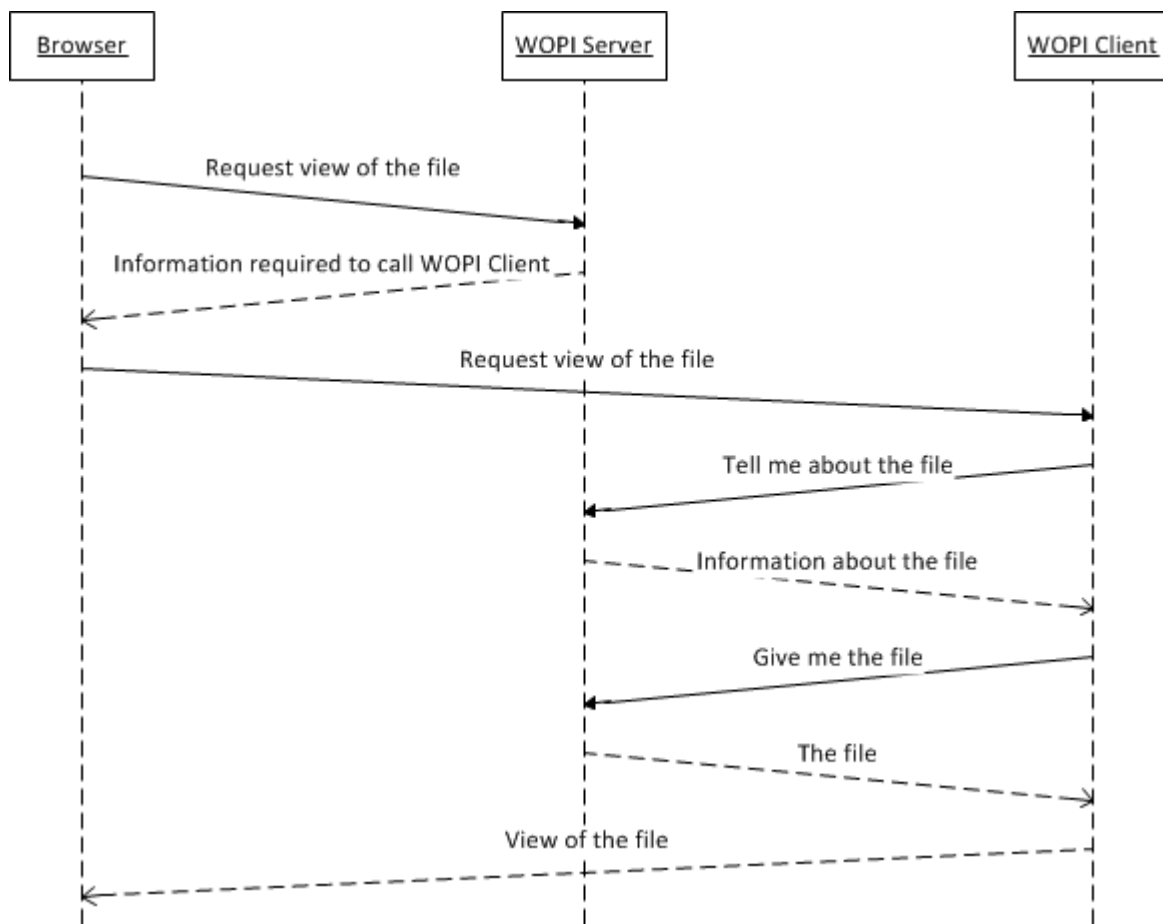 Browser
WOPI Server
WOPI Client
Request view of the file
Information required to call WOPI Client
Request view of the file
Tell me about the file
Information about the file
Give me the file
The file
View of the file